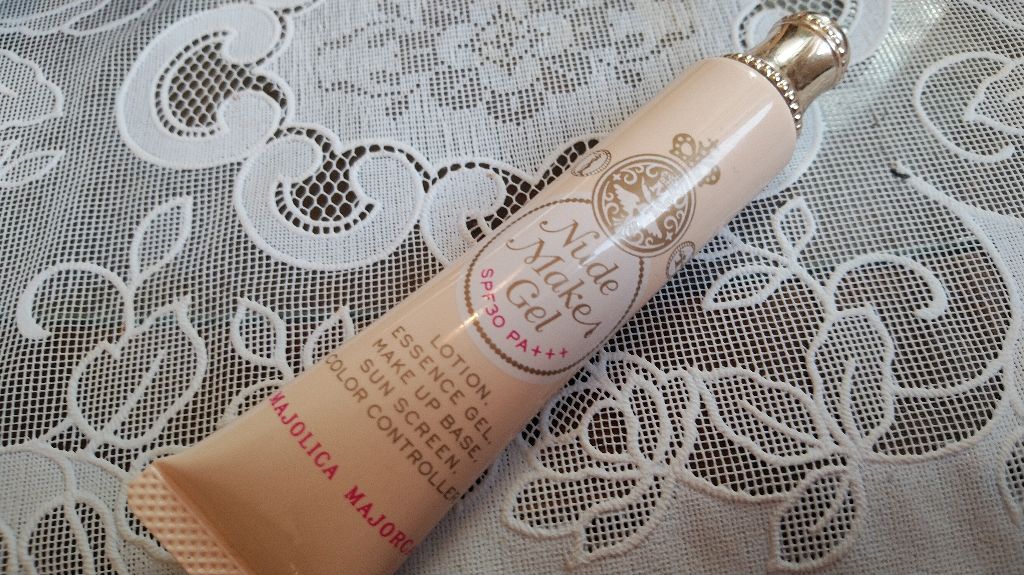 Nude
Make
Gel
SPF30 PA+++
LOTION,
ESSENCE GEL,
MAKE UP BASE,
SUN SCREEN,
COLOR CONTROLLE
MAJOLICA MAJORC